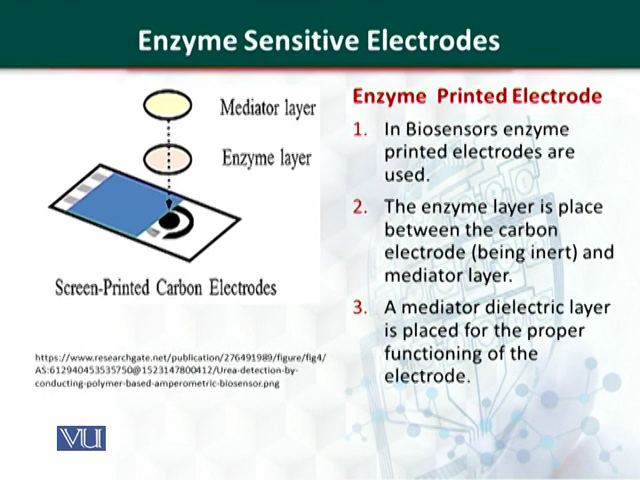 Enzyme Sensitive Electrodes
Mediator layer
Enzyme layer
Screen-Printed Carbon Electrodes
https://www.researchgate.net/publication/276491989/figure/fig4/
AS:612940453535750@1523147800412/Urea-detection-by-
conducting-polymer-based-amperometric-biosensor.png
VU
Enzyme Printed Electrode
1. In Biosensors enzyme
printed electrodes are
used.
2. The enzyme layer is place
between the carbon
electrode (being inert) and
mediator layer.
3. A mediator dielectric layer
is placed for the proper
functioning of the
electrode.